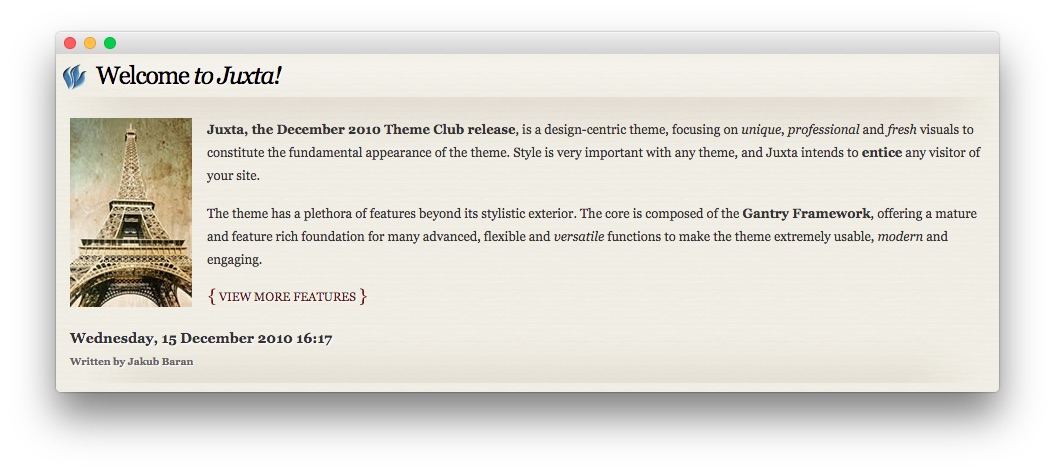 Welcome to Juxta!
Juxta, the December 2010 Theme Club release, is a design-centric theme, focusing on unique, professional and fresh visuals to
constitute the fundamental appearance of the theme. Style is very important with any theme, and Juxta intends to entice any visitor of
your site.
The theme has a plethora of features beyond its stylistic exterior. The core is composed of the Gantry Framework, offering a mature
and feature rich foundation for many advanced, flexible and versatile functions to make the theme extremely usable, modern and
engaging.
{ VIEW MORE FEATURES }
Wednesday, 15 December 2010 16:17
Written by Jakub Baran